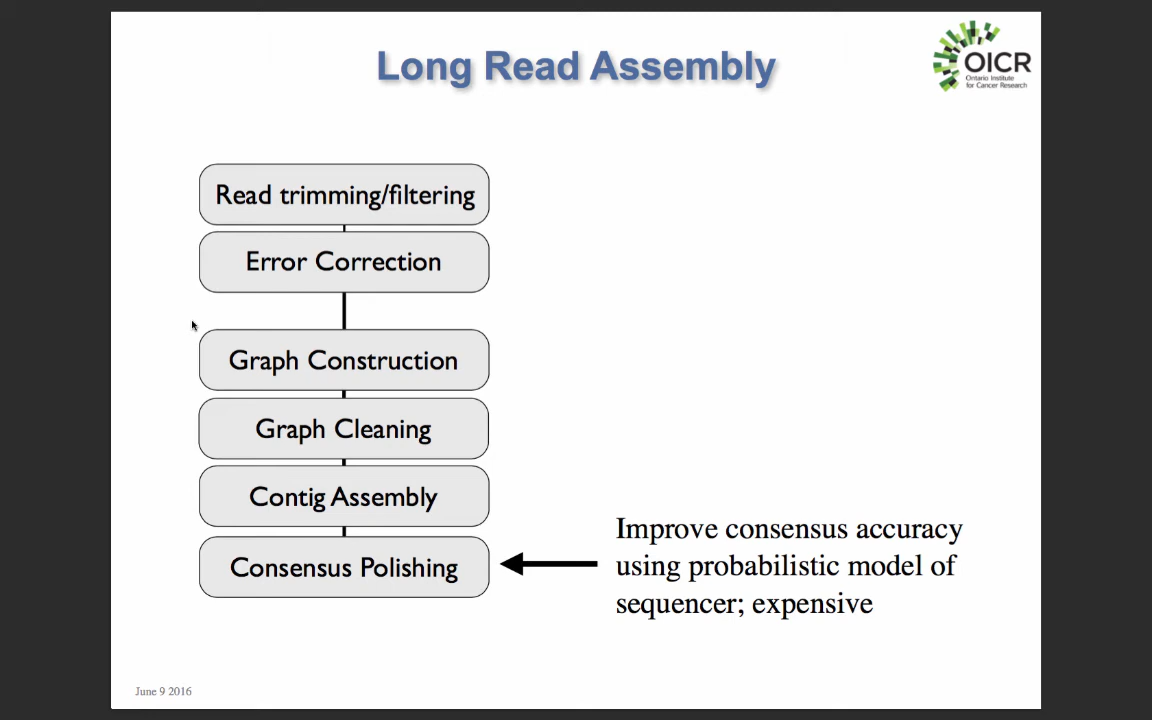 Long Read Assembly
OICR
Ontario Institute
for Cancer Research
Read trimming/filtering
Error Correction
Graph Construction
Graph Cleaning
Contig Assembly
Consensus Polishing
Improve consensus accuracy
using probabilistic model of
sequencer; expensive
June 9 2016